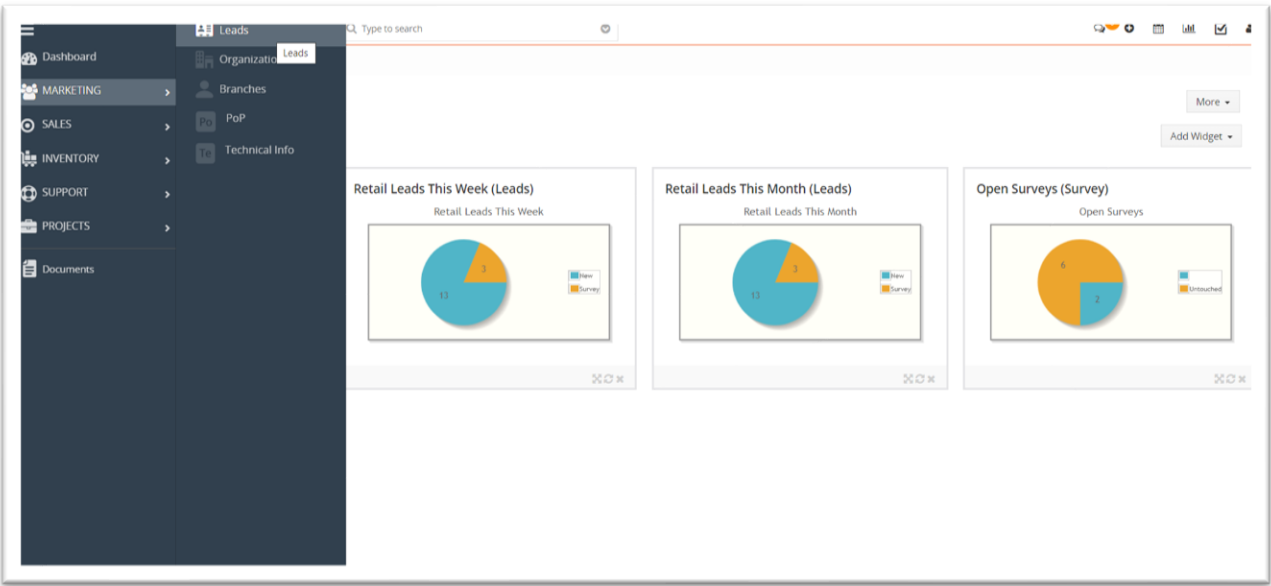 Leads
Type to search
Leads
Dashboard
Organizatio
MARKETING
Branches
More
SALES
PoP
Po
Add Widget
INVENTORY
Technical Info
Te
SUPPORT
PROJECTS
Documents
Retail Leads This Week (Leads)
Retail Leads This Week
3
13
New
Survey
Retail Leads This Month (Leads)
Retail Leads This Month
3
13
New
Survey
Open Surveys (Survey)
Open Surveys
6
2
Untouched